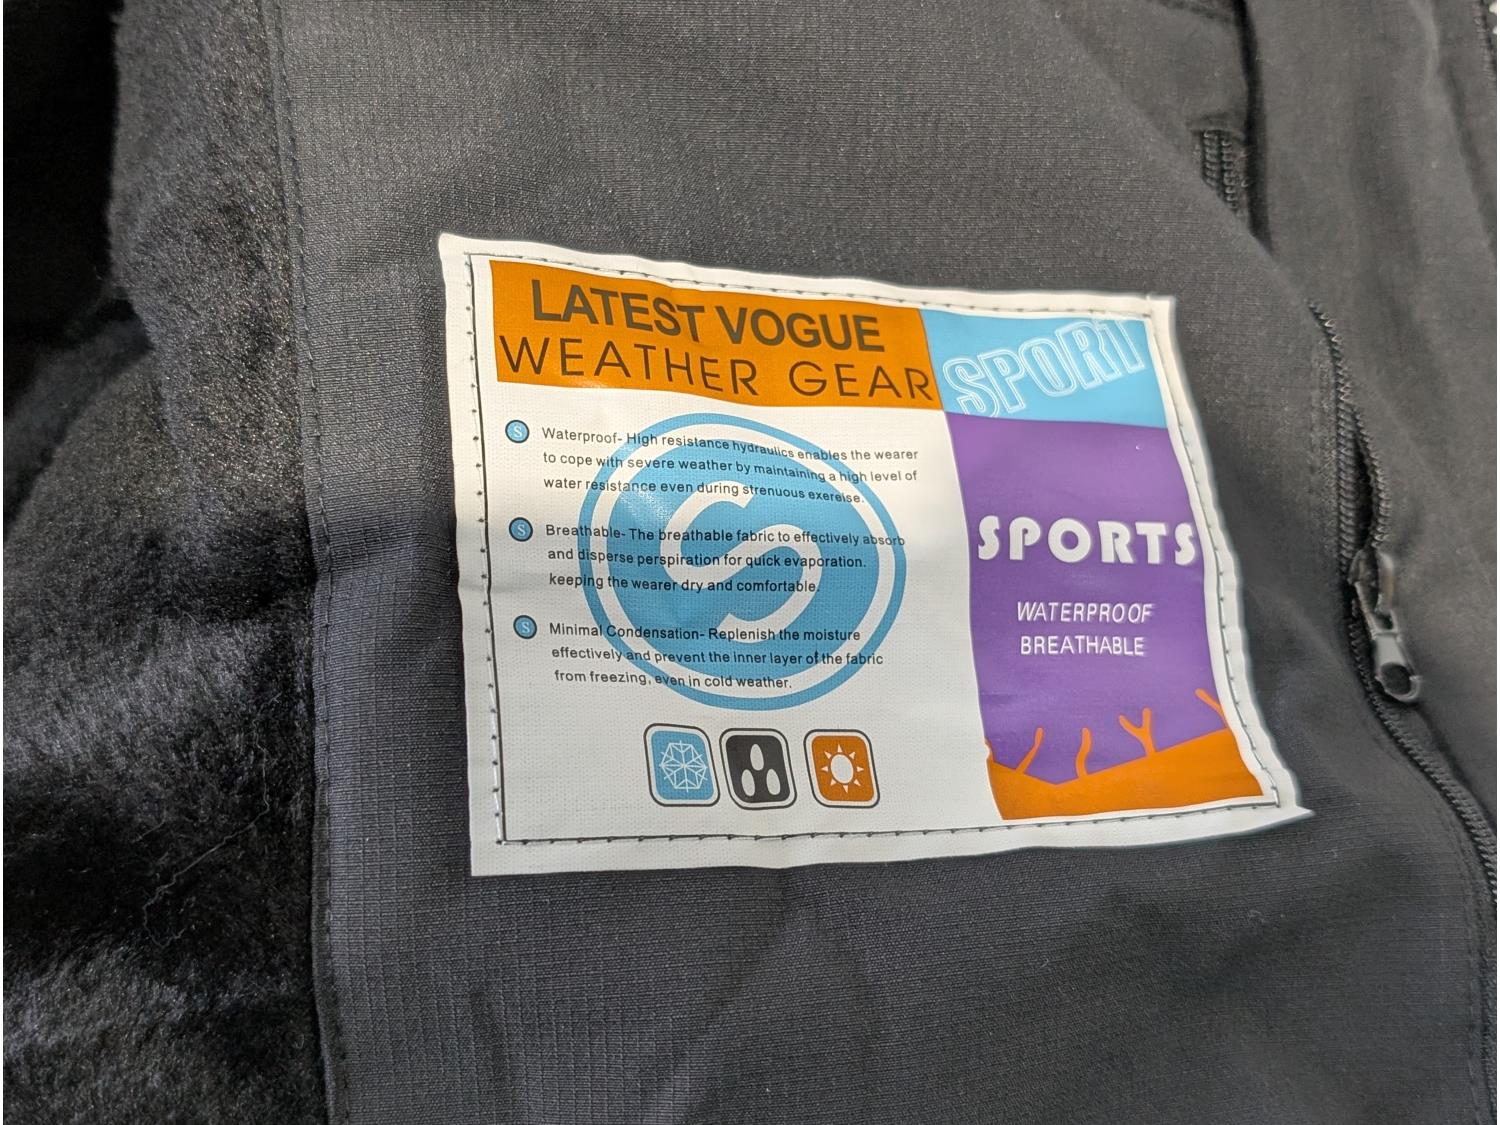 LATEST VOGUE
WEATHER GEAR
SPORT
S Waterproof- High resistance hydraulics enables the wearer
to cope with severe weather by maintaining a high level of
water resistance even during strenuous exereise.
S Breathable- The breathable fabric to effectively absorb
and disperse perspiration for quick evaporation.
keeping the wearer dry and comfortable.
S Minimal Condensation- Replenish the moisture
effectively and prevent the inner layer of the fabric
from freezing, even in cold weather.
S
SPORTS
WATERPROOF
BREATHABLE